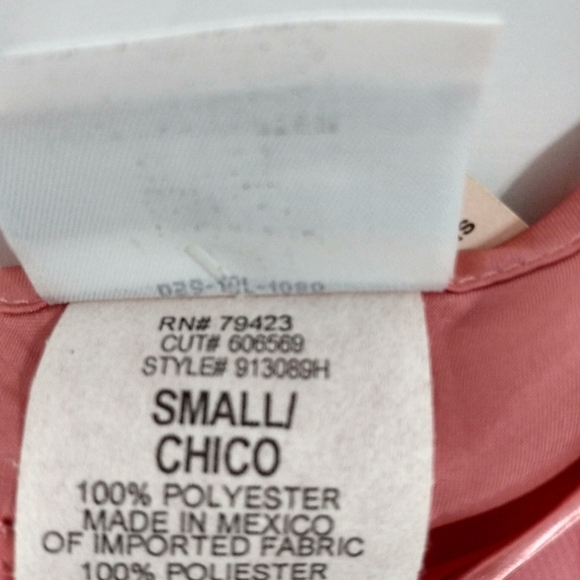 RN# 79423
CUT# 606569
STYLE# 913089H
SMALL/
CHICO
100% POLYESTER
MADE IN MEXICO
OF IMPORTED FABRIC
100% POLIESTER